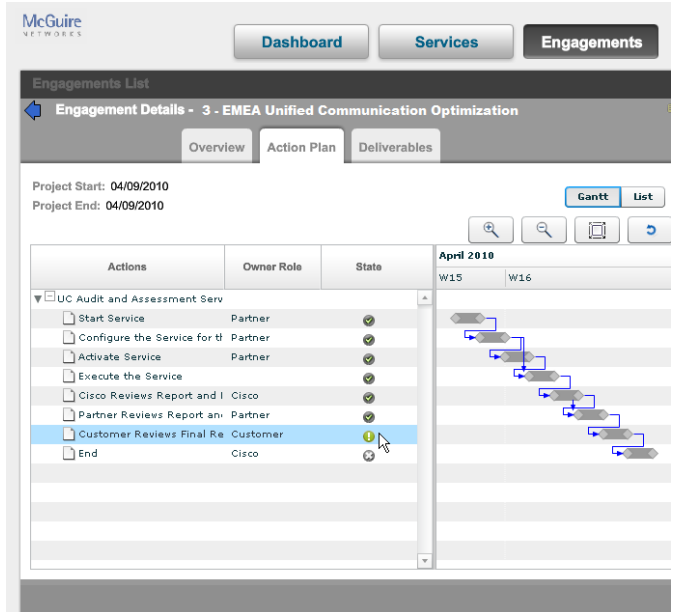 McGuire
NETWORKS
Dashboard Services Engagements
Engagements List
Engagement Details - 3 - EMEA Unified Communication Optimization
Overview Action Plan Deliverables
Project Start: 04/09/2010
Project End: 04/09/2010
Gantt List
Actions Owner Role State
April 2010
W15 W16
UC Audit and Assessment Serv
Start Service Partner
Configure the Service for th Partner
Activate Service Partner
Execute the Service
Cisco Reviews Report and I Cisco
Partner Reviews Report an Partner
Customer Reviews Final Re Customer
End Cisco